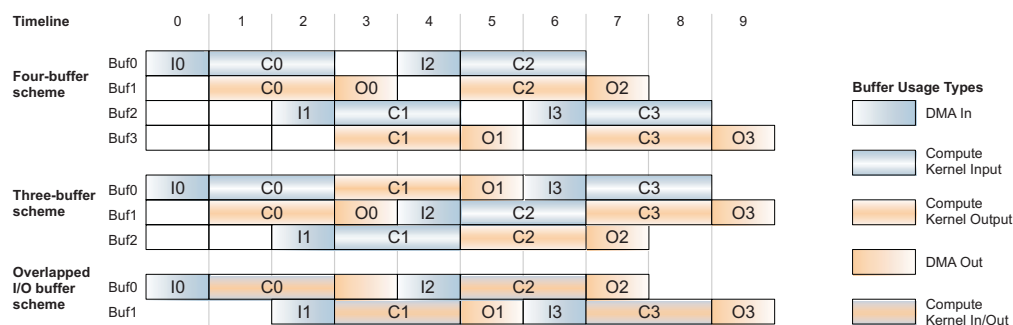 Timeline 0 1 2 3 4 5 6 7 8 9
Four-buffer
scheme
Buf0 I0 C0 I2 C2
Buf1 C0 O0 C2 O2
Buf2 I1 C1 I3 C3
Buf3 C1 O1 C3 O3
Three-buffer
scheme
Buf0 I0 C0 C1 O1 I3 C3
Buf1 C0 O0 I2 C2 C3 O3
Buf2 I1 C1 C2 O2
Overlapped
I/O buffer
scheme
Buf0 I0 C0 I2 C2 O2
Buf1 I1 C1 O1 I3 C3 O3
Buffer Usage Types
DMA In
Compute
Kernel Input
Compute
Kernel Output
DMA Out
Compute
Kernel In/Out